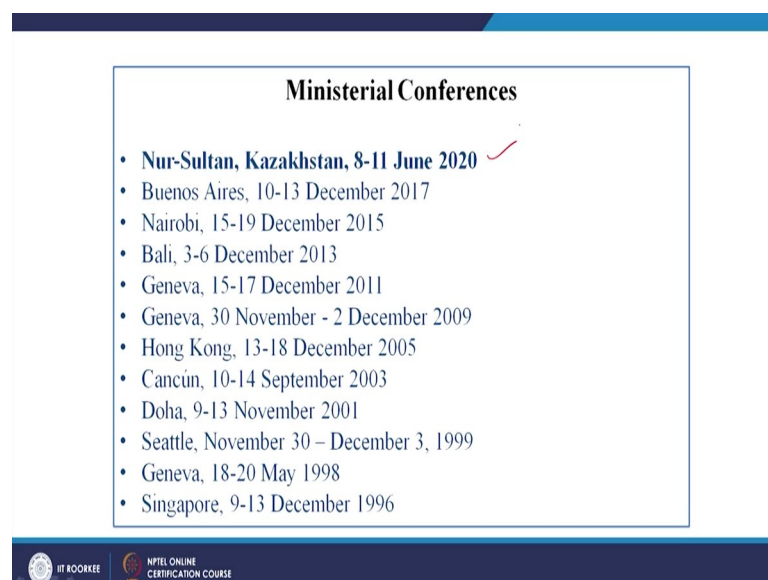 Ministerial Conferences
• Nur-Sultan, Kazakhstan, 8-11 June 2020
• Buenos Aires, 10-13 December 2017
• Nairobi, 15-19 December 2015
• Bali, 3-6 December 2013
• Geneva, 15-17 December 2011
• Geneva, 30 November - 2 December 2009
• Hong Kong, 13-18 December 2005
• Cancún, 10-14 September 2003
• Doha, 9-13 November 2001
• Seattle, November 30 – December 3, 1999
• Geneva, 18-20 May 1998
• Singapore, 9-13 December 1996
IIT ROORKEE
NPTEL ONLINE
CERTIFICATION COURSE